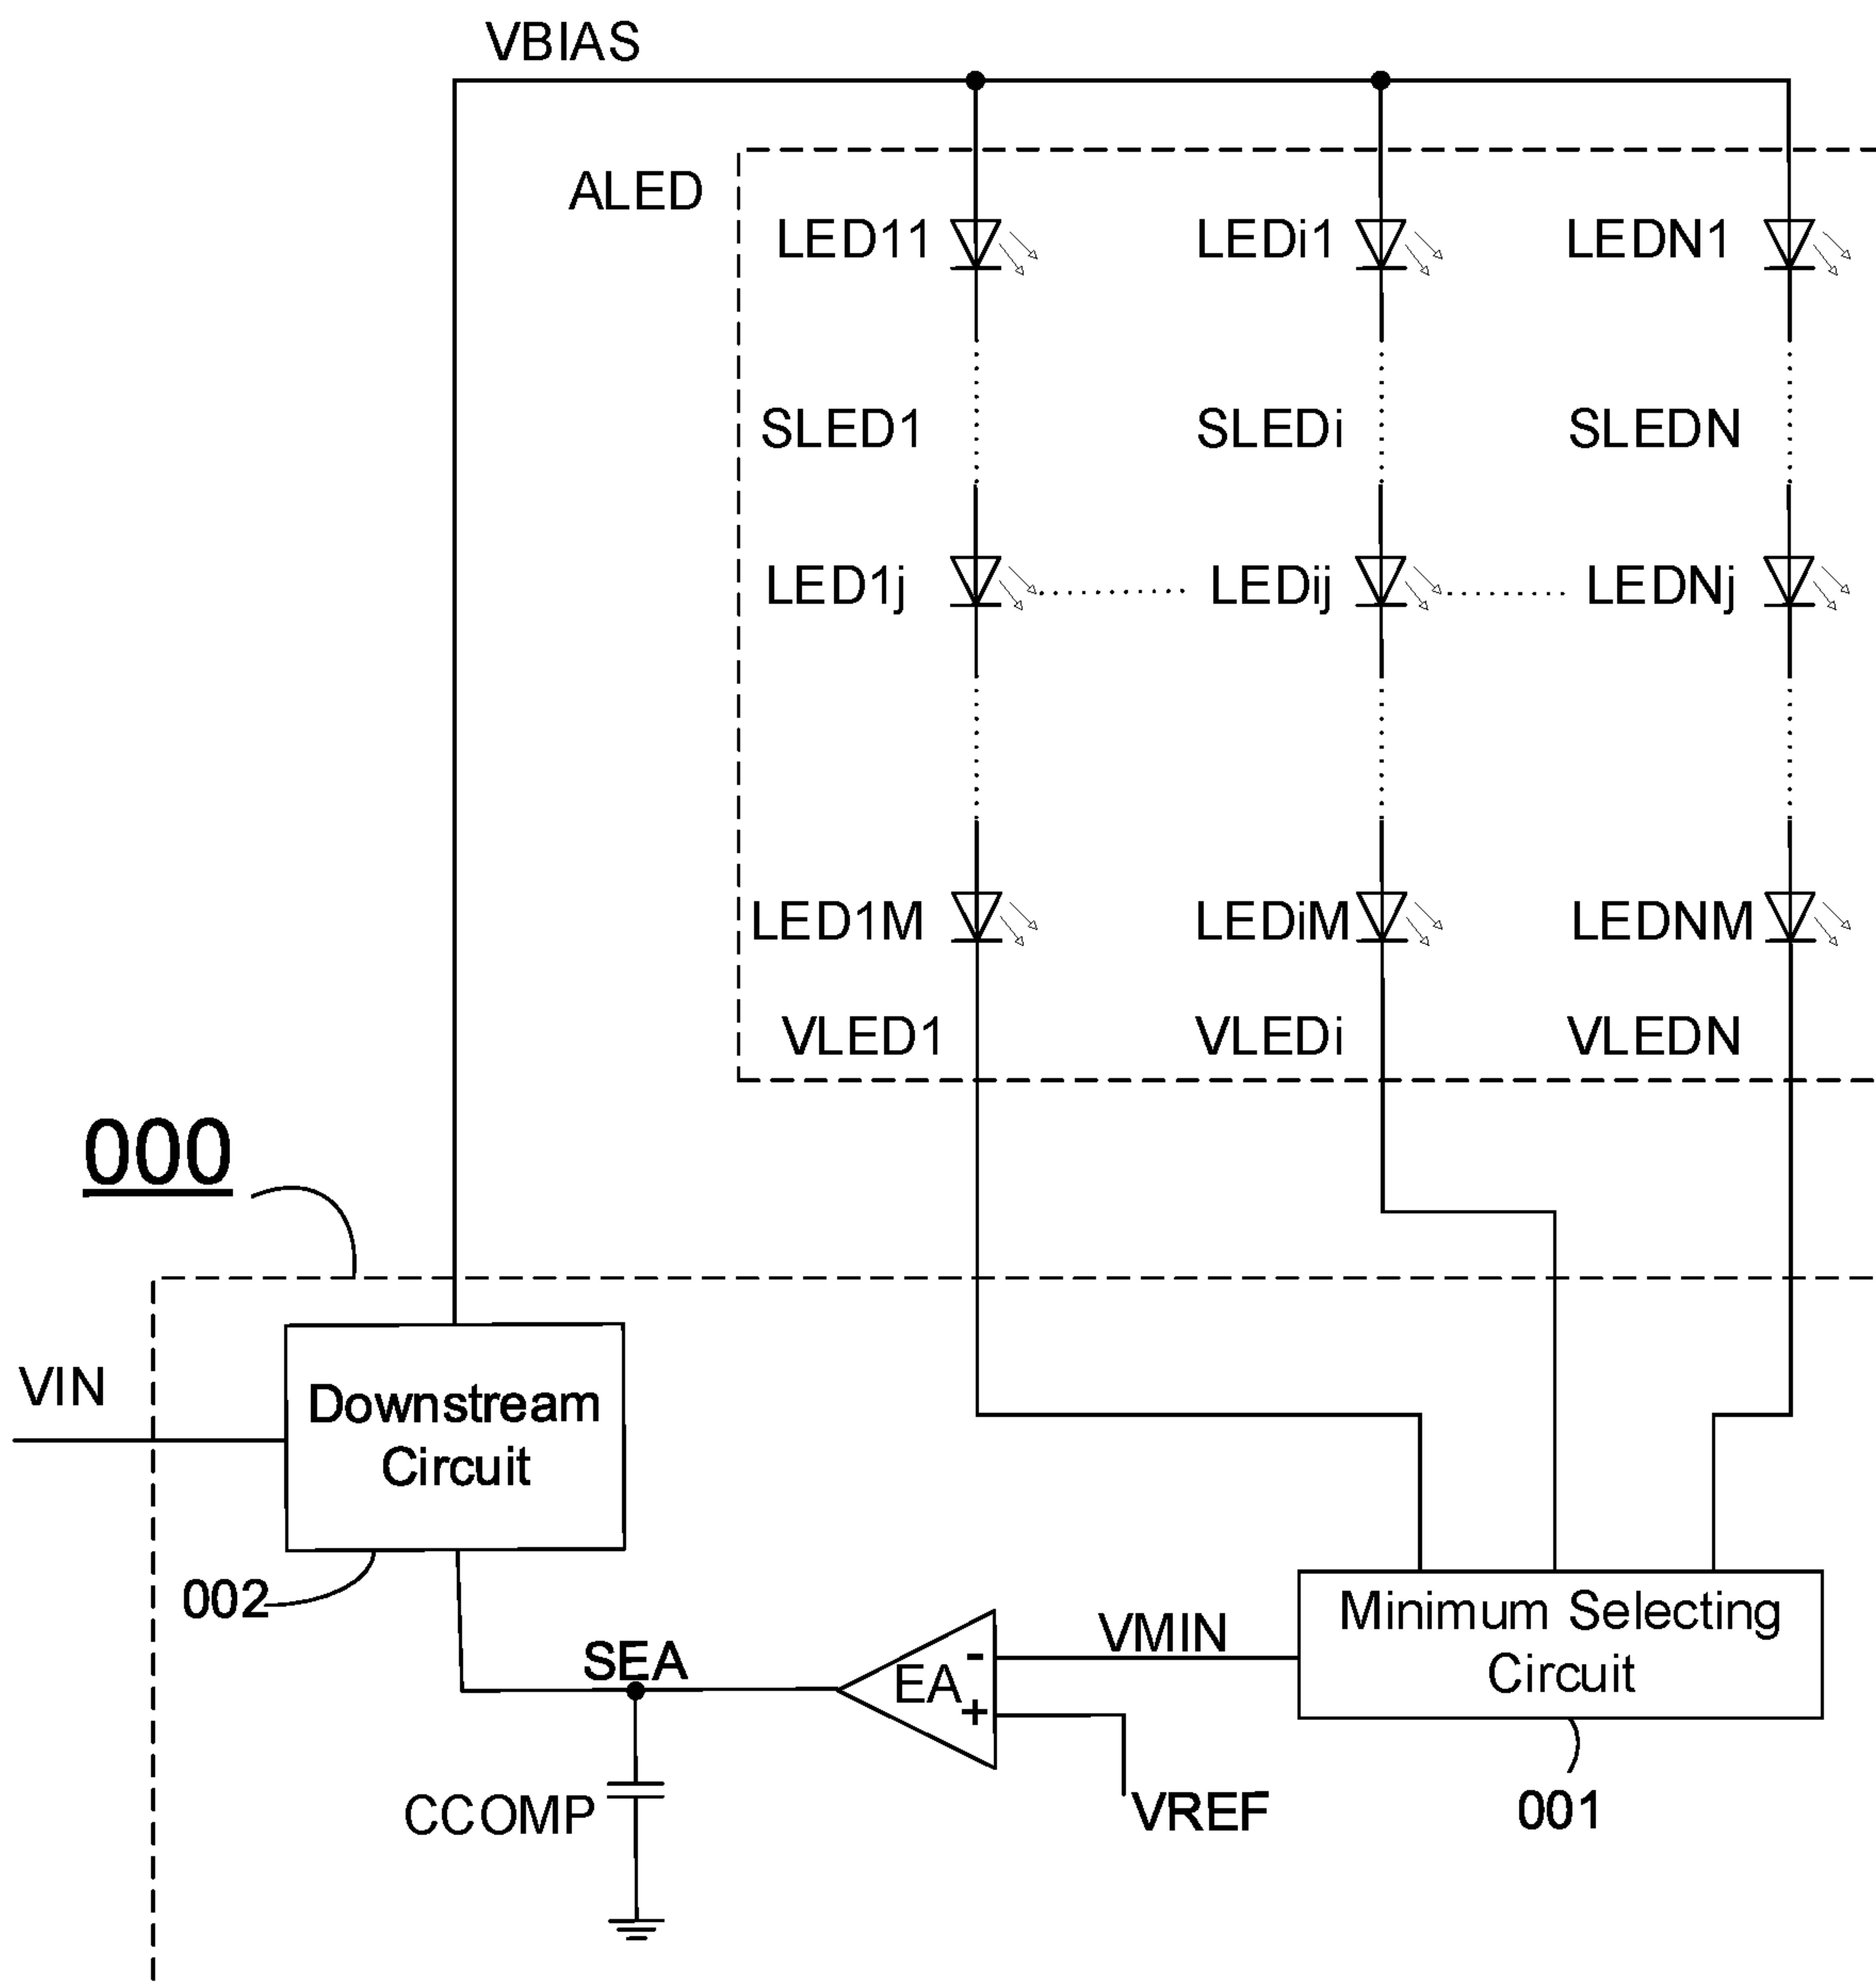 VBIAS
ALED
LED11
LEDi1
LEDN1
SLED1
SLEDi
SLEDN
LED1j
LEDij
LEDNj
LED1M
LEDiM
LEDNM
VLED1
VLEDi
VLEDN
000
VIN
Downstream
Circuit
002
SEA
EA
-
+
VMIN
Minimum Selecting
Circuit
CCOMP
VREF
001